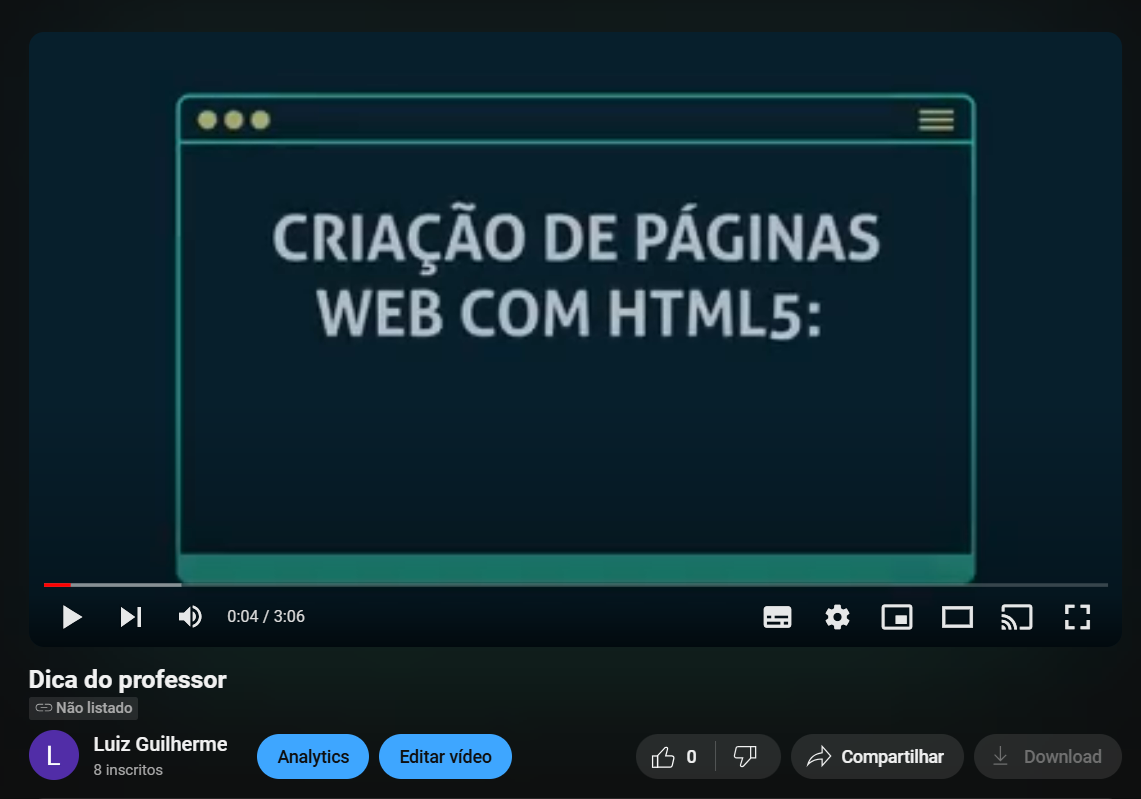 CRIAÇÃO DE PÁGINAS
WEB COM HTML5:
0:04 / 3:06
Dica do professor
Não listado
L
Luiz Guilherme
8 inscritos
Analytics
Editar vídeo
0
Compartilhar
Download